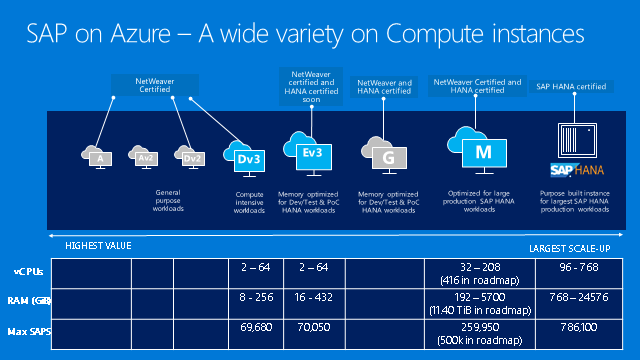 SAP on Azure – A wide variety on Compute instances
NetWeaver
Certified
NetWeaver
certified and
HANA certified
soon
NetWeaver and
HANA certified
NetWeaver Certified and
HANA certified
SAP HANA certified
A
Av2
Dv2
Dv3
Ev3
G
M
SAP HANA
General
purpose
workloads
Compute
intensive
workloads
Memory optimized
for Dev/Test & PoC
HANA workloads
Memory optimized
for Dev/Test & PoC
HANA workloads
Optimized for large
production SAP HANA
workloads
Purpose built instance
for largest SAP HANA
production workloads
HIGHEST VALUE
LARGEST SCALE-UP
vCPUs
2 – 64
2 – 64
32 – 208
(416 in roadmap)
96 - 768
RAM (GiB)
8 - 256
16 - 432
192 – 5700
(11.40 TiB in roadmap)
768 – 24576
Max SAPS
69,680
70,050
259,950
(500k in roadmap)
786,100